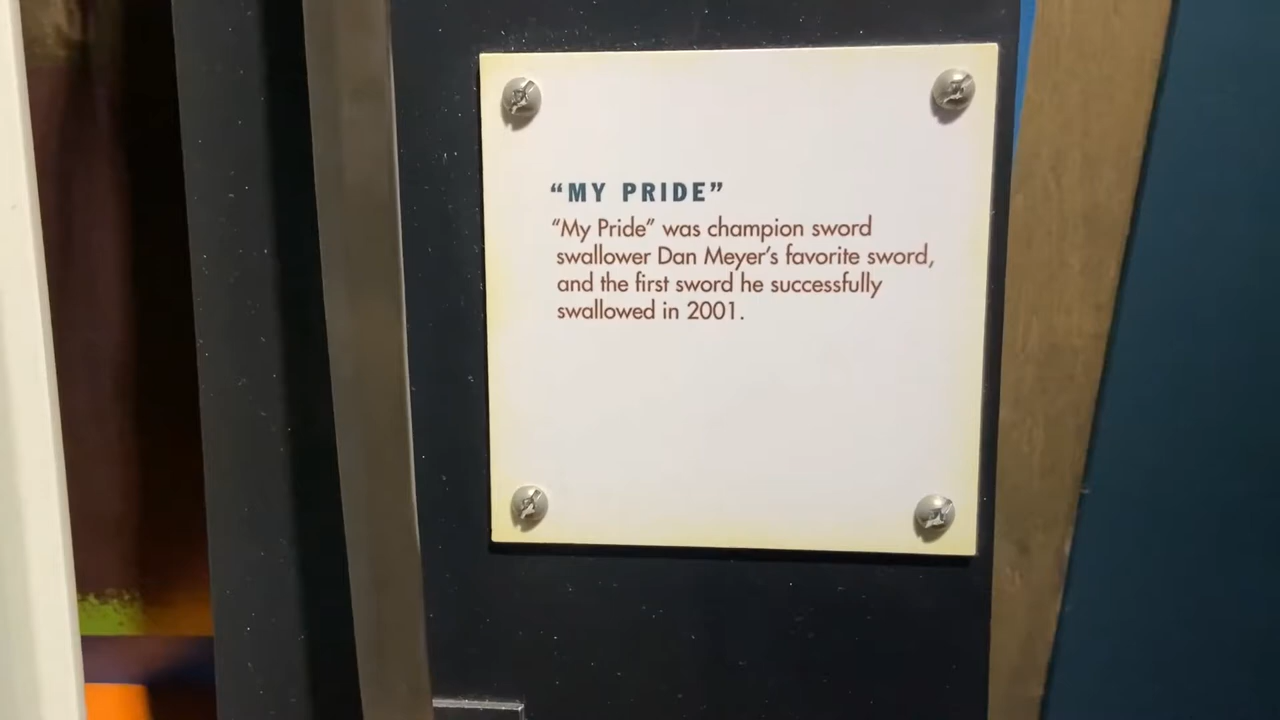 “MY PRIDE”
“My Pride” was champion sword
swallower Dan Meyer’s favorite sword,
and the first sword he successfully
swallowed in 2001.